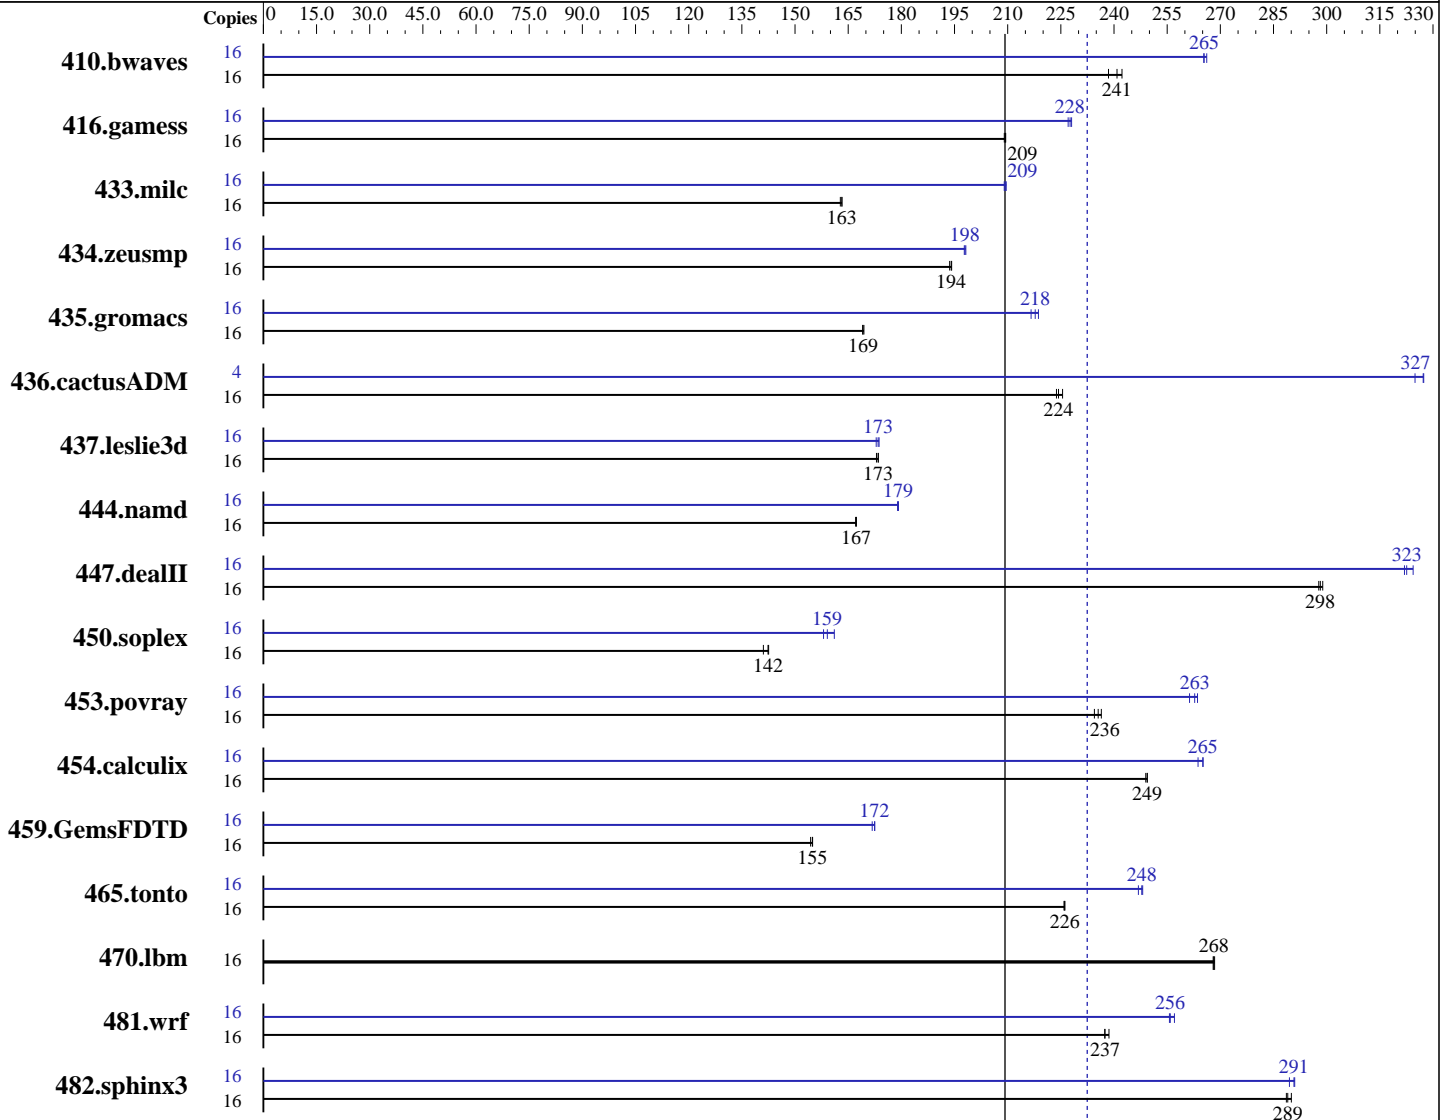 Copies 0 15.0 30.0 45.0 60.0 75.0 90.0 105 120 135 150 165 180 195 210 225 240 255 270 285 300 315 330
410.bwaves 16 265
16 241
416.gamess 16 228
16 209
433.milc 16 209
16 163
434.zeusmp 16 198
16 194
435.gromacs 16 218
16 169
436.cactusADM 4 327
16 224
437.leslie3d 16 173
16 173
444.namd 16 179
16 167
447.dealII 16 323
16 298
450.soplex 16 159
16 142
453.povray 16 263
16 236
454.calculix 16 265
16 249
459.GemsFDTD 16 172
16 155
465.tonto 16 248
16 226
470.lbm 16 268
481.wrf 16 256
16 237
482.sphinx3 16 291
16 289